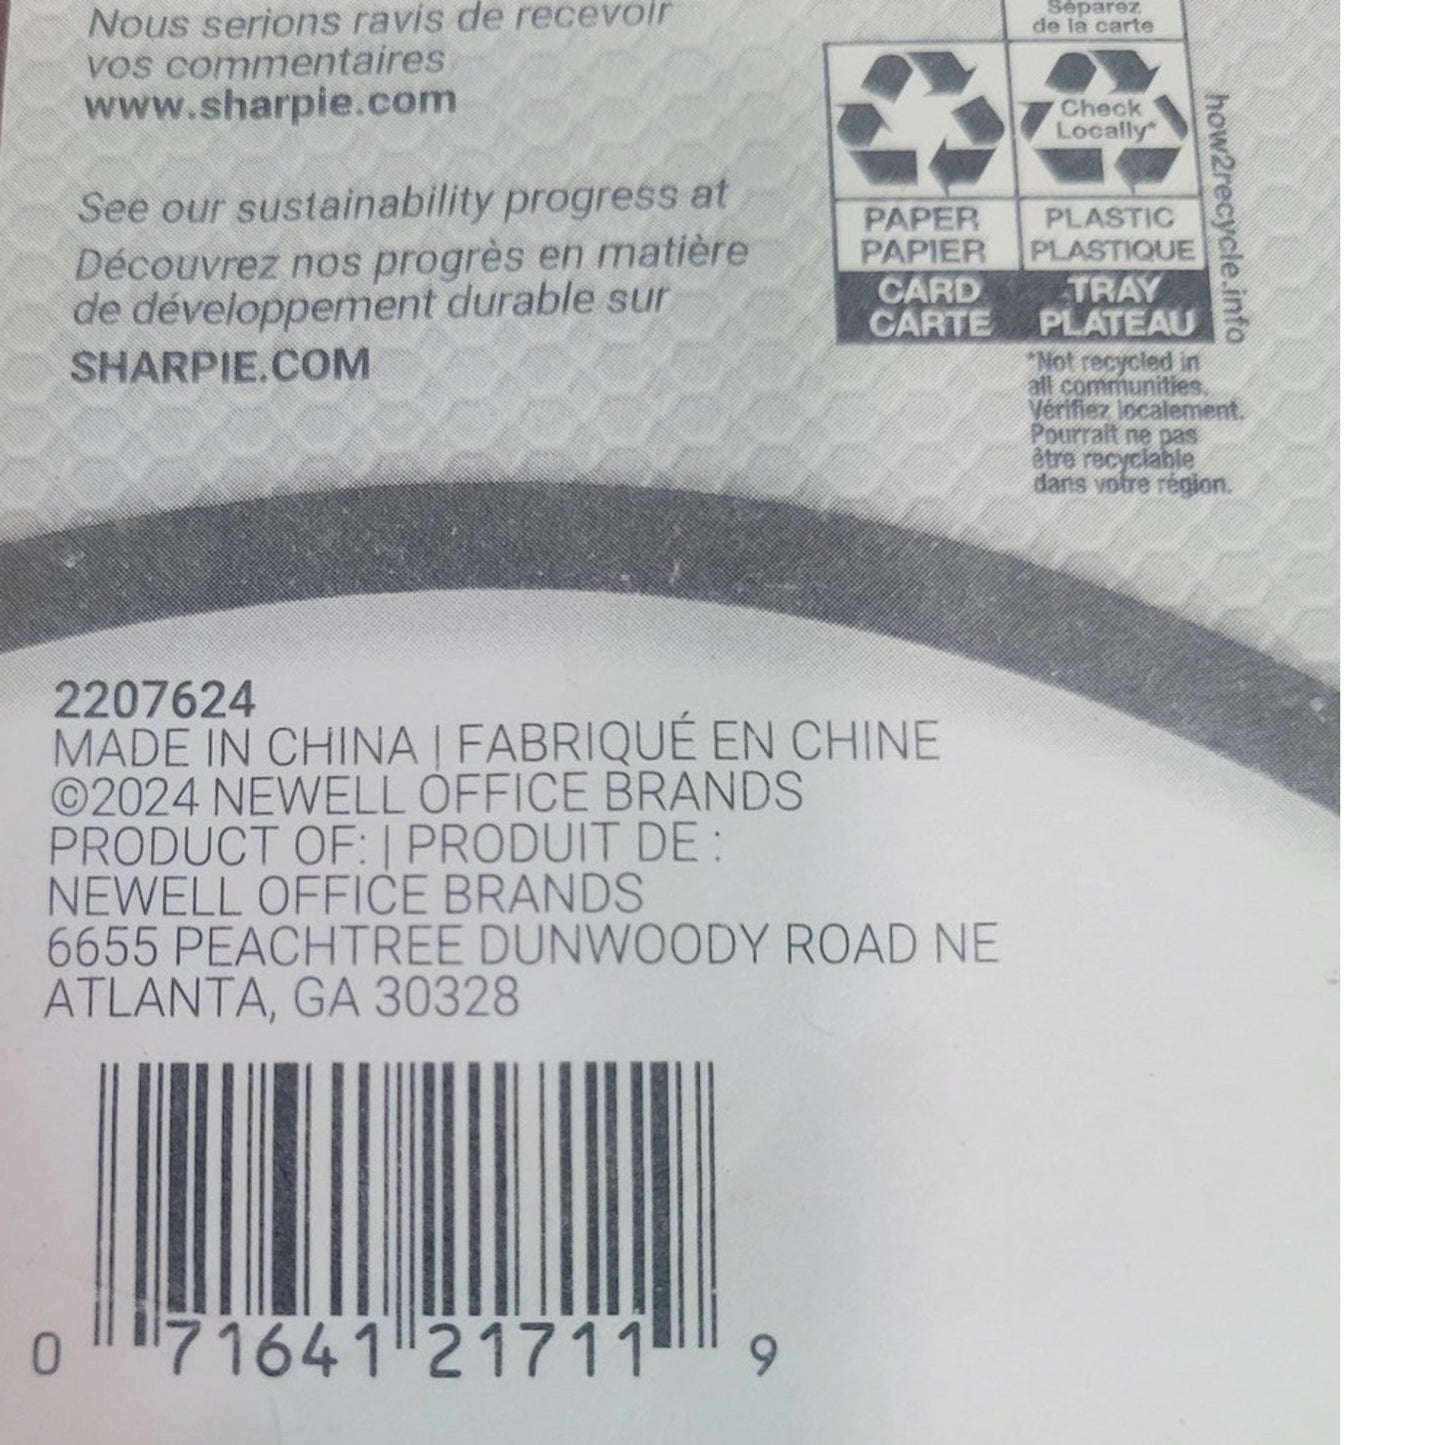 Nous serions ravis de recevoir
vos commentaires
www.sharpie.com
See our sustainability progress at
Découvrez nos progrès en matière
de développement durable sur
SHARPIE.COM
Séparez
de la carte
Check
Locally*
PAPER
PAPIER
CARD
CARTE
PLASTIC
PLASTIQUE
TRAY
PLATEAU
how2recycle.info
*Not recycled in
all communities.
Vérifiez localement.
Pourrait ne pas
être recyclable
dans votre région.
2207624
MADE IN CHINA | FABRIQUÉ EN CHINE
©2024 NEWELL OFFICE BRANDS
PRODUCT OF: | PRODUIT DE :
NEWELL OFFICE BRANDS
6655 PEACHTREE DUNWOODY ROAD NE
ATLANTA, GA 30328
0 71641 21711 9